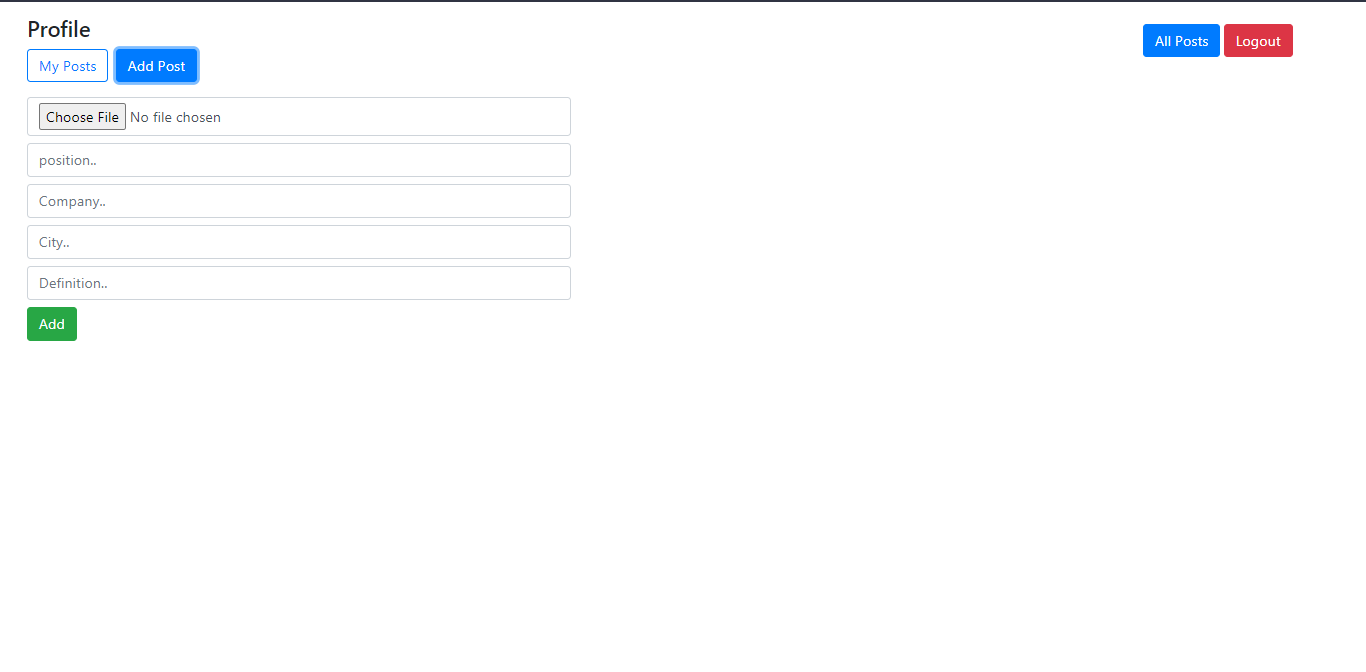 Profile
All Posts Logout
My Posts Add Post
Choose File No file chosen
position..
Company..
City..
Definition..
Add